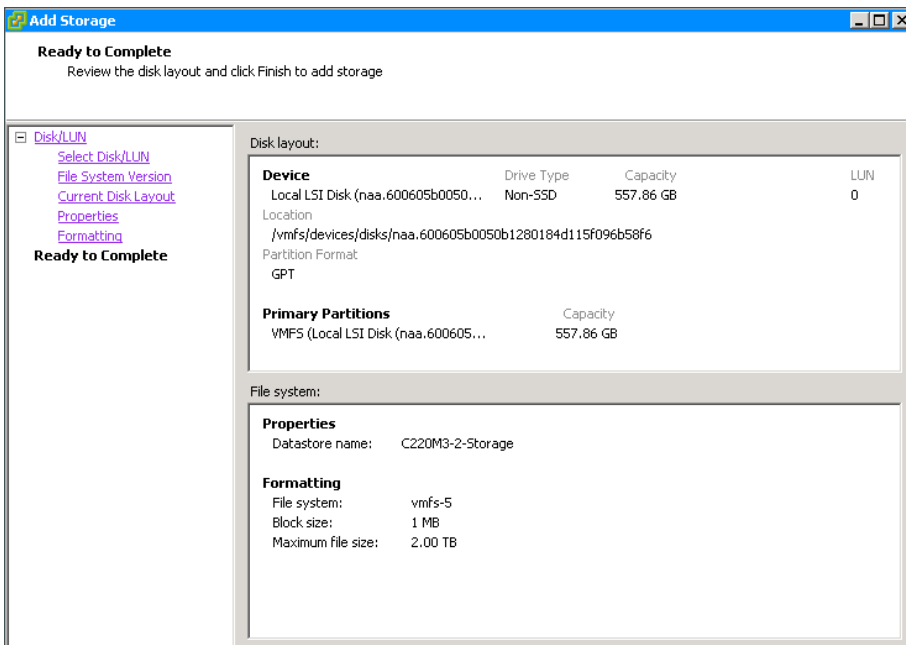 Add Storage
Ready to Complete
Review the disk layout and click Finish to add storage
Disk/LUN
Select Disk/LUN
File System Version
Current Disk Layout
Properties
Formatting
Ready to Complete
Disk layout:
Device Drive Type Capacity LUN
Local LSI Disk (naa.600605b0050... Non-SSD 557.86 GB 0
Location
/vmfs/devices/disks/naa.600605b0050b1280184d115f096b58f6
Partition Format
GPT
Primary Partitions Capacity
VMFS (Local LSI Disk (naa.600605... 557.86 GB
File system:
Properties
Datastore name: C220M3-2-Storage
Formatting
File system: vmfs-5
Block size: 1 MB
Maximum file size: 2.00 TB